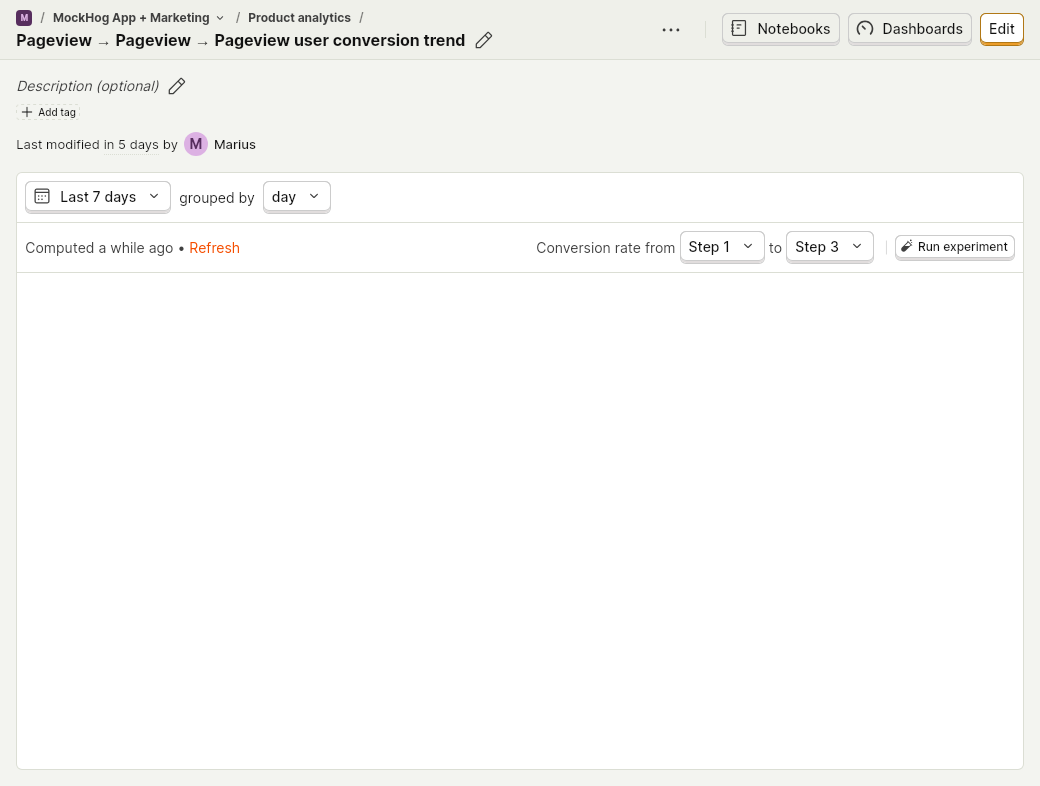 M / MockHog App + Marketing / Product analytics /
Pageview → Pageview → Pageview user conversion trend
Notebooks
Dashboards
Edit
Description (optional)
Add tag
Last modified in 5 days by M Marius
Last 7 days grouped by day
Computed a while ago • Refresh
Conversion rate from Step 1 to Step 3
Run experiment